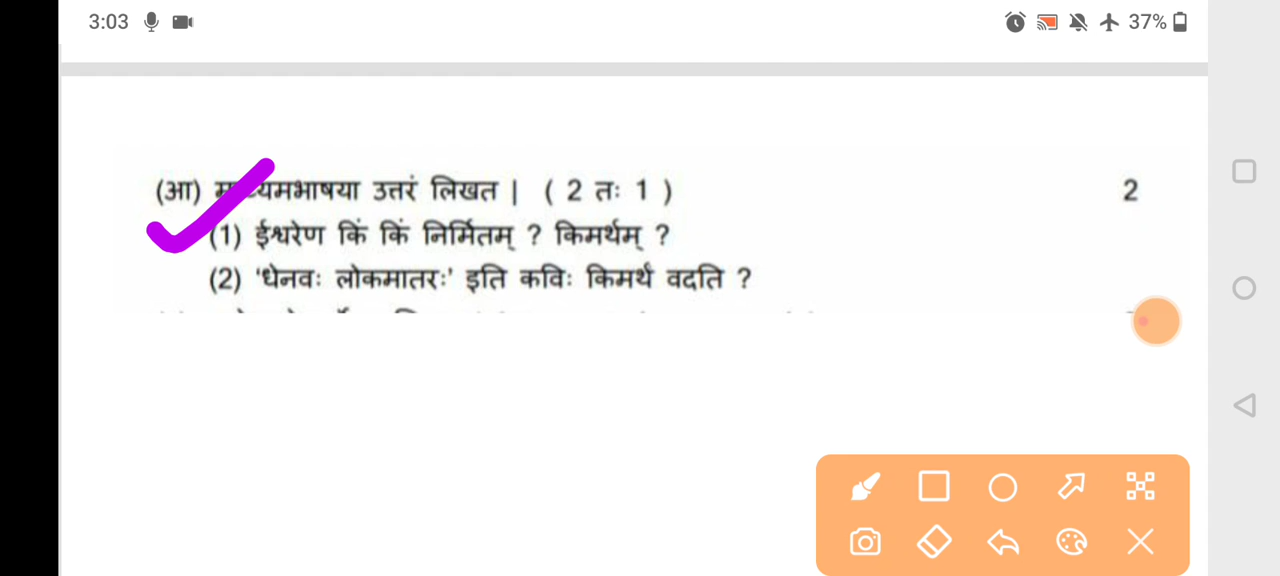 3:03 37%
(आ) मध्यमभाषया उत्तरं लिखत | ( 2 तः 1 ) 2
(1) ईश्वरेण किं किं निर्मितम् ? किमर्थम् ?
(2) 'धेनवः लोकमातरः' इति कविः किमर्थं वदति ?